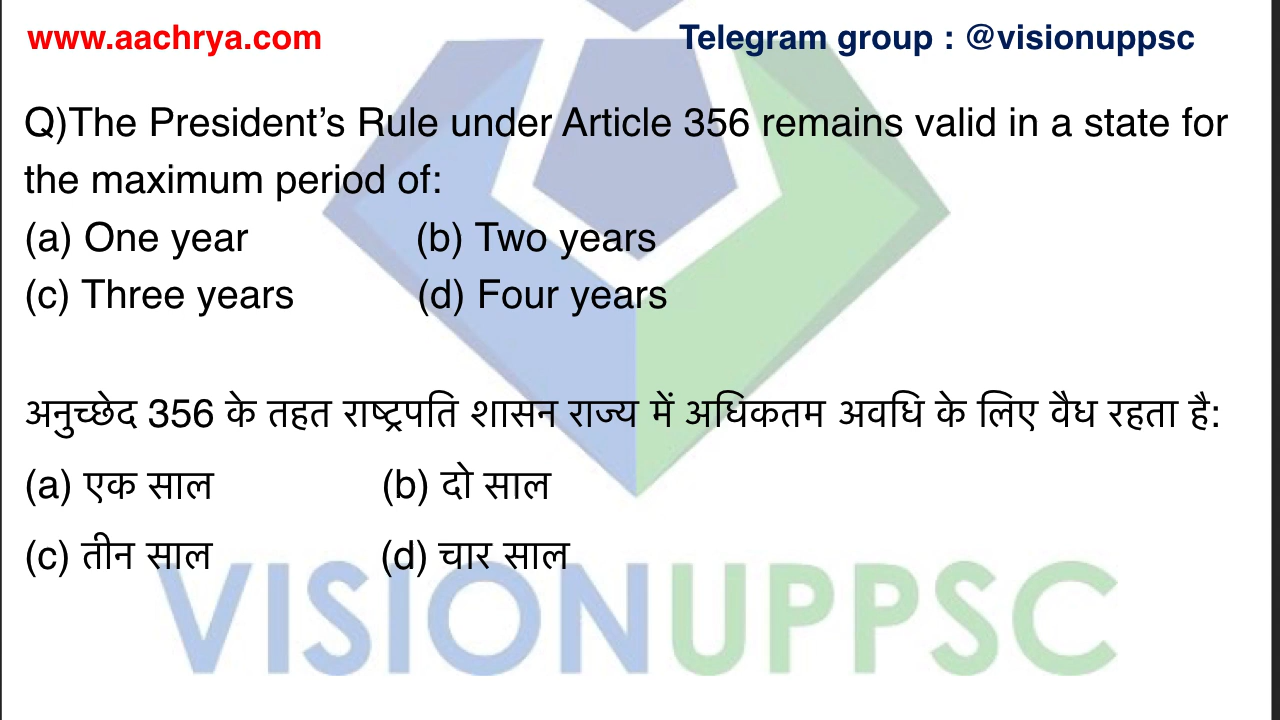 www.aachrya.com Telegram group : @visionuppsc
Q)The President’s Rule under Article 356 remains valid in a state for
the maximum period of:
(a) One year (b) Two years
(c) Three years (d) Four years
अनुच्छेद 356 के तहत राष्ट्रपति शासन राज्य में अधिकतम अवधि के लिए वैध रहता है:
(a) एक साल (b) दो साल
(c) तीन साल (d) चार साल
VISIONUPPSC